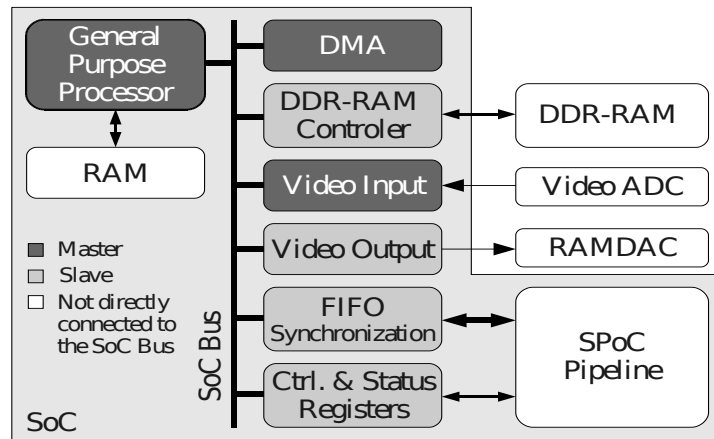 General
Purpose
Processor
RAM
Master
Slave
Not directly
connected to
the SoC Bus
SoC
SoC Bus
DMA
DDR-RAM
Controler
Video Input
Video Output
FIFO
Synchronization
Ctrl. & Status
Registers
DDR-RAM
Video ADC
RAMDAC
SPoC
Pipeline